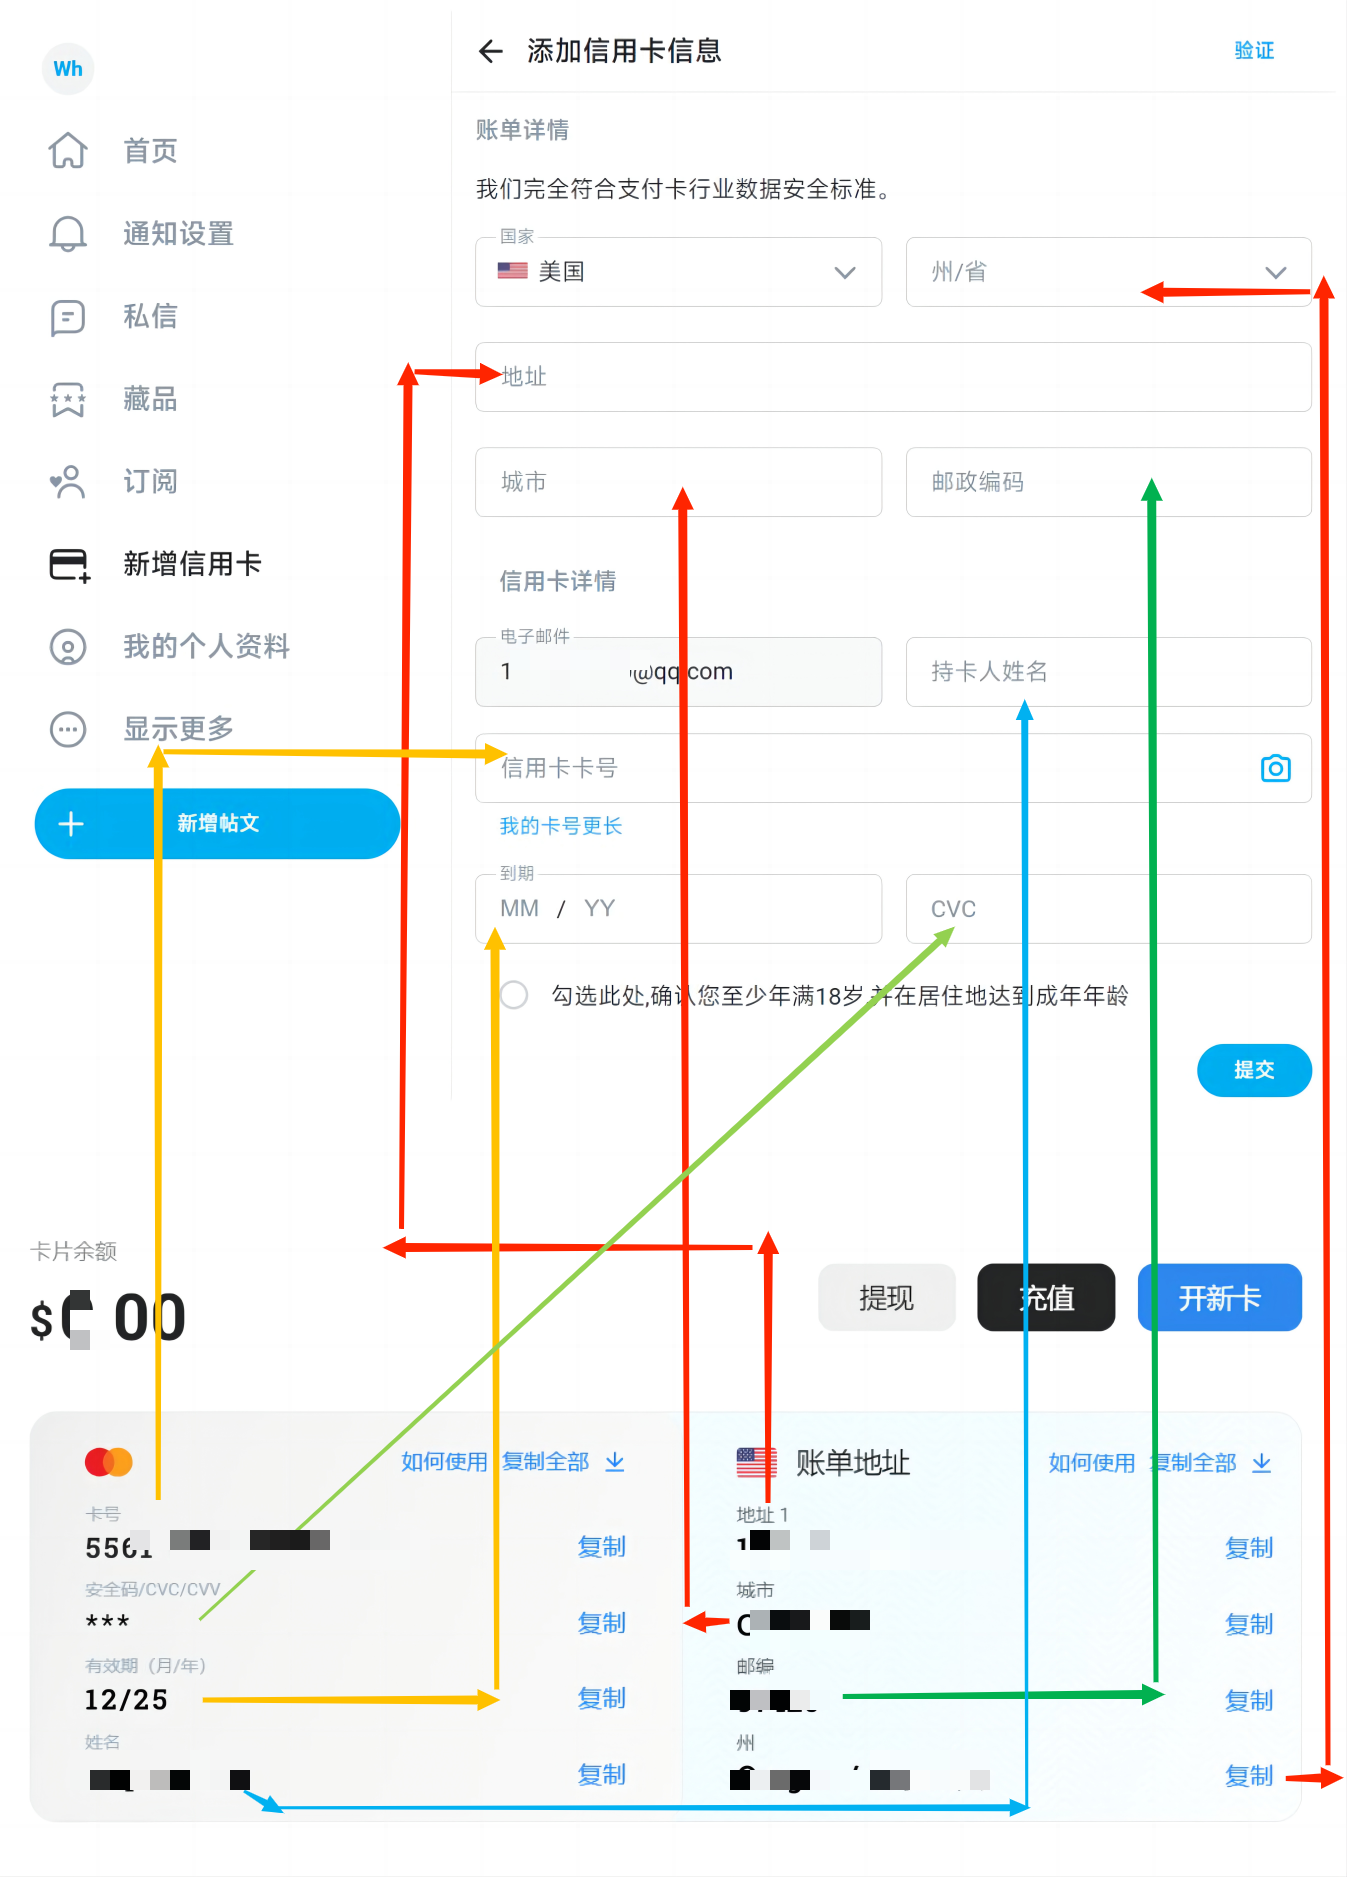 Wh
首页
通知设置
私信
藏品
订阅
新增信用卡
我的个人资料
显示更多
新增帖文
添加信用卡信息
验证
账单详情
我们完全符合支付卡行业数据安全标准。
国家
美国
州/省
地址
城市
邮政编码
信用卡详情
电子邮件
1 @qq.com
持卡人姓名
信用卡卡号
我的卡号更长
到期
MM / YY
CVC
勾选此处,确认您至少年满18岁,并在居住地达到成年年龄
提交
卡片余额
$ 00
提现
充值
开新卡
如何使用 复制全部
卡号
5561
复制
安全码/CVC/CVV
***
复制
有效期（月/年）
12/25
复制
姓名
复制
账单地址
如何使用 复制全部
地址 1
1
复制
城市
复制
邮编
复制
州
复制